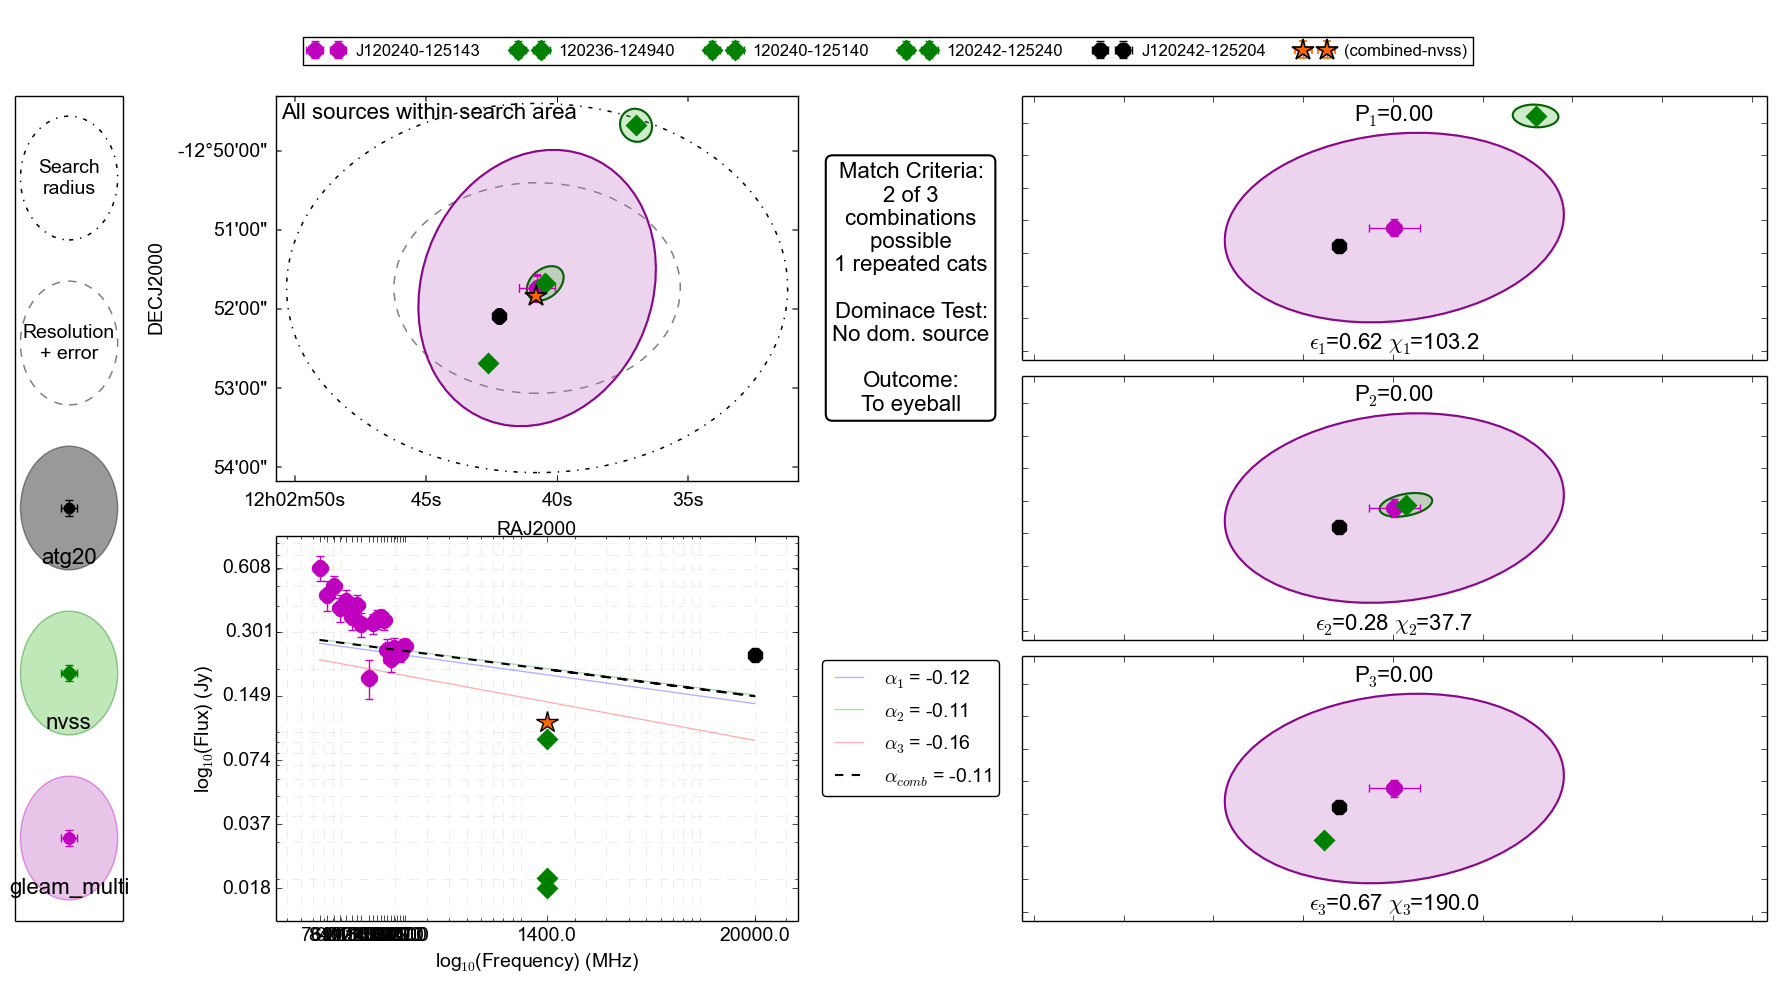 J120240-125143 120236-124940 120240-125140 120242-125240 J120242-125204 (combined-nvss)
Search
radius
Resolution
+ error
atg20
nvss
gleam_multi
All sources within search area
DECJ2000
-12°50'00"
51'00"
52'00"
53'00"
54'00"
12h02m50s 45s 40s 35s
RAJ2000
Match Criteria:
2 of 3
combinations
possible
1 repeated cats
Dominace Test:
No dom. source
Outcome:
To eyeball
log10(Flux) (Jy)
0.608
0.301
0.149
0.074
0.037
0.018
1400.0 20000.0
log10(Frequency) (MHz)
α1 = -0.12
α2 = -0.11
α3 = -0.16
αcomb = -0.11
P1=0.00
ϵ1=0.62 χ1=103.2
P2=0.00
ϵ2=0.28 χ2=37.7
P3=0.00
ϵ3=0.67 χ3=190.0